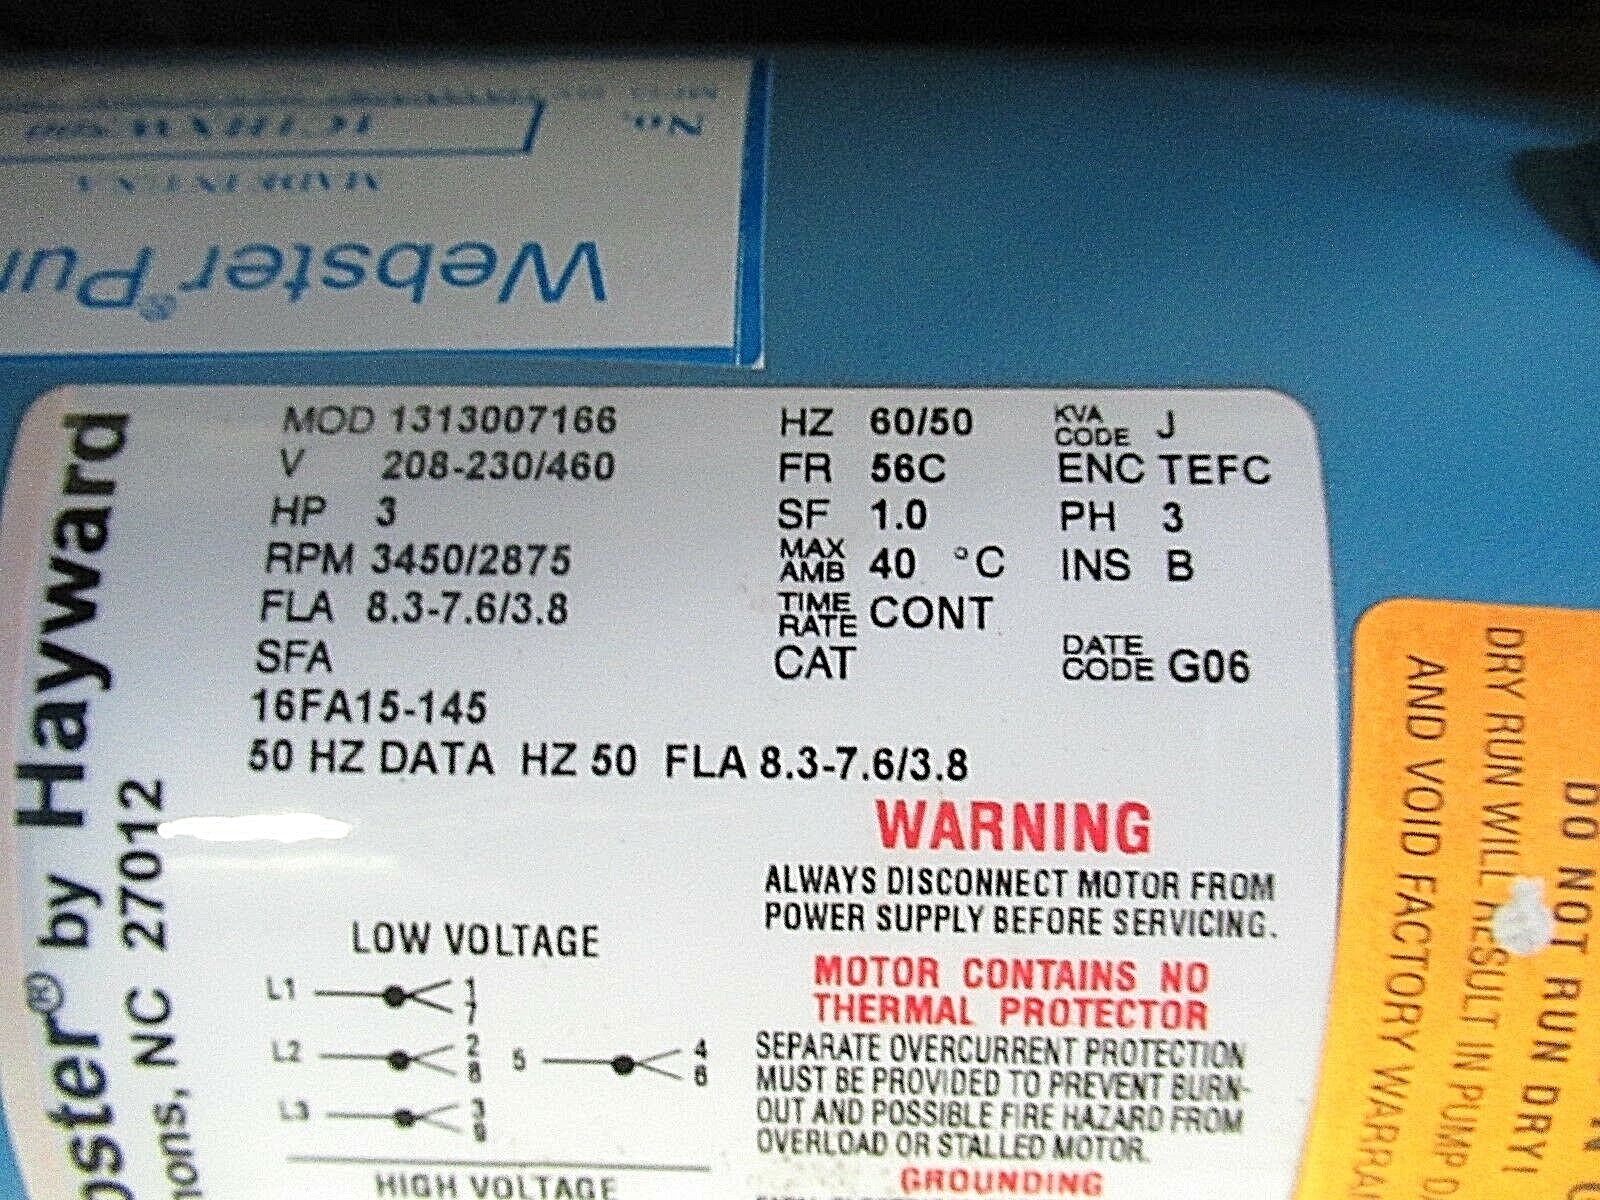 No.
MADE IN U.S.A.
Webster® Pu
Webster® by Hayward
mons, NC 27012
MOD 1313007166
V 208-230/460
HP 3
RPM 3450/2875
FLA 8.3-7.6/3.8
SFA
16FA15-145
50 HZ DATA HZ 50 FLA 8.3-7.6/3.8
HZ 60/50
FR 56C
SF 1.0
MAX AMB 40 °C
TIME RATE CONT
CAT
KVA CODE J
ENC TEFC
PH 3
INS B
DATE CODE G06
LOW VOLTAGE
L1 1 7
L2 2 8
5 4 6
L3 3 9
HIGH VOLTAGE
WARNING
ALWAYS DISCONNECT MOTOR FROM
POWER SUPPLY BEFORE SERVICING.
MOTOR CONTAINS NO
THERMAL PROTECTOR
SEPARATE OVERCURRENT PROTECTION
MUST BE PROVIDED TO PREVENT BURN-
OUT AND POSSIBLE FIRE HAZARD FROM
OVERLOAD OR STALLED MOTOR.
GROUNDING
DO NOT RUN DRY!
DRY RUN WILL RESULT IN PUMP D
AND VOID FACTORY WARRA